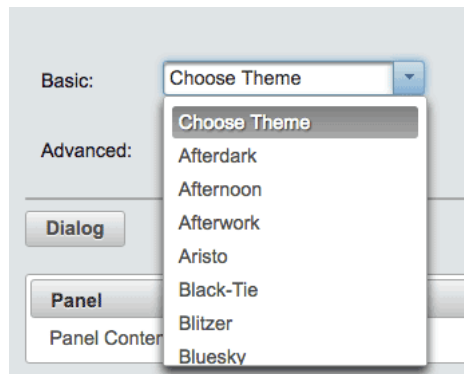 Basic:
Choose Theme
Choose Theme
Advanced:
Afterdark
Afternoon
Afterwork
Dialog
Aristo
Black-Tie
Panel
Blitzer
Panel Conter
Bluesky